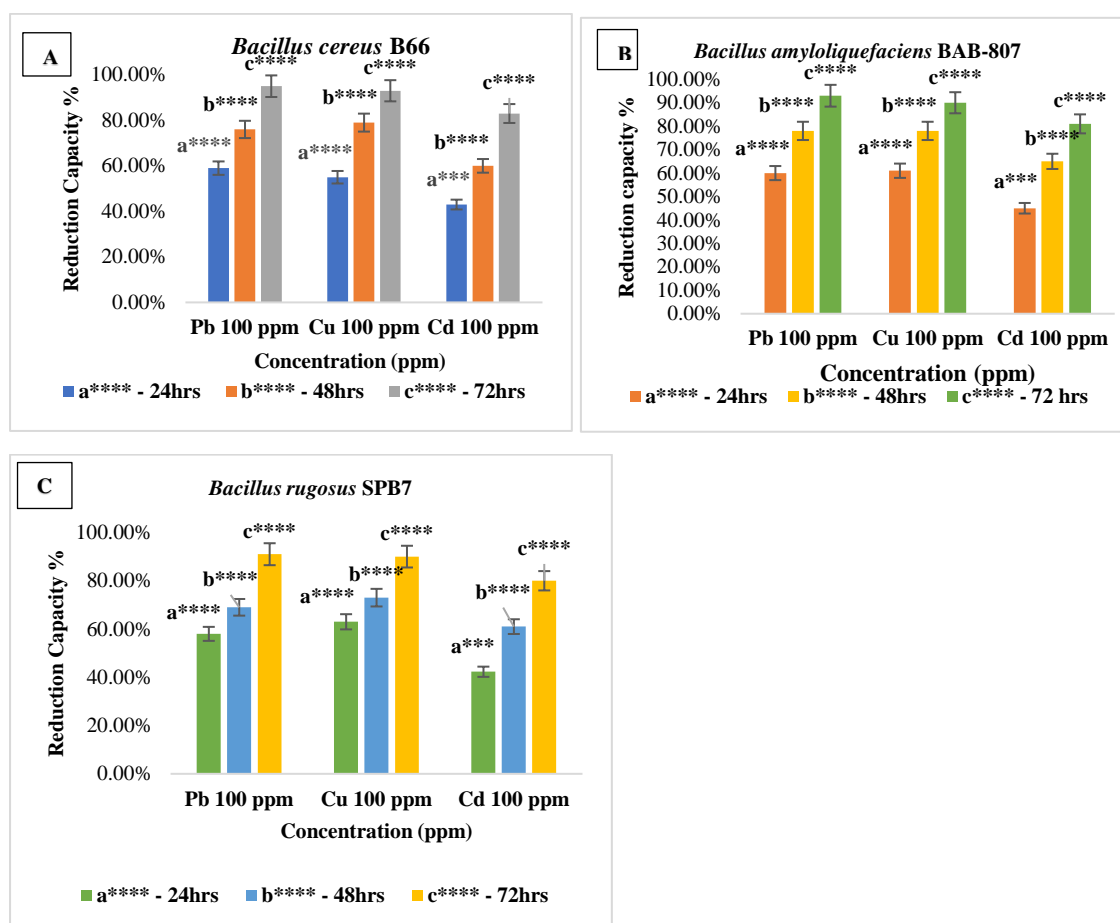 A
Bacillus cereus B66
Reduction Capacity %
100.00%
80.00%
60.00%
40.00%
20.00%
0.00%
a****
b****
c****
a****
b****
c****
a***
b****
c****
Pb 100 ppm Cu 100 ppm Cd 100 ppm
Concentration (ppm)
a**** - 24hrs b**** - 48hrs c**** - 72hrs
B
Bacillus amyloliquefaciens BAB-807
Reduction capacity %
100.00%
90.00%
80.00%
70.00%
60.00%
50.00%
40.00%
30.00%
20.00%
10.00%
00.00%
a****
b****
c****
a****
b****
c****
a***
b****
c****
Pb 100 ppm Cu 100 ppm Cd 100 ppm
Concentration (ppm)
a**** - 24hrs b**** - 48hrs c**** - 72 hrs
C
Bacillus rugosus SPB7
Reduction Capacity %
100.00%
80.00%
60.00%
40.00%
20.00%
0.00%
a****
b****
c****
a****
b****
c****
a***
b****
c****
Pb 100 ppm Cu 100 ppm Cd 100 ppm
Concentration (ppm)
a**** - 24hrs b**** - 48hrs c**** - 72hrs